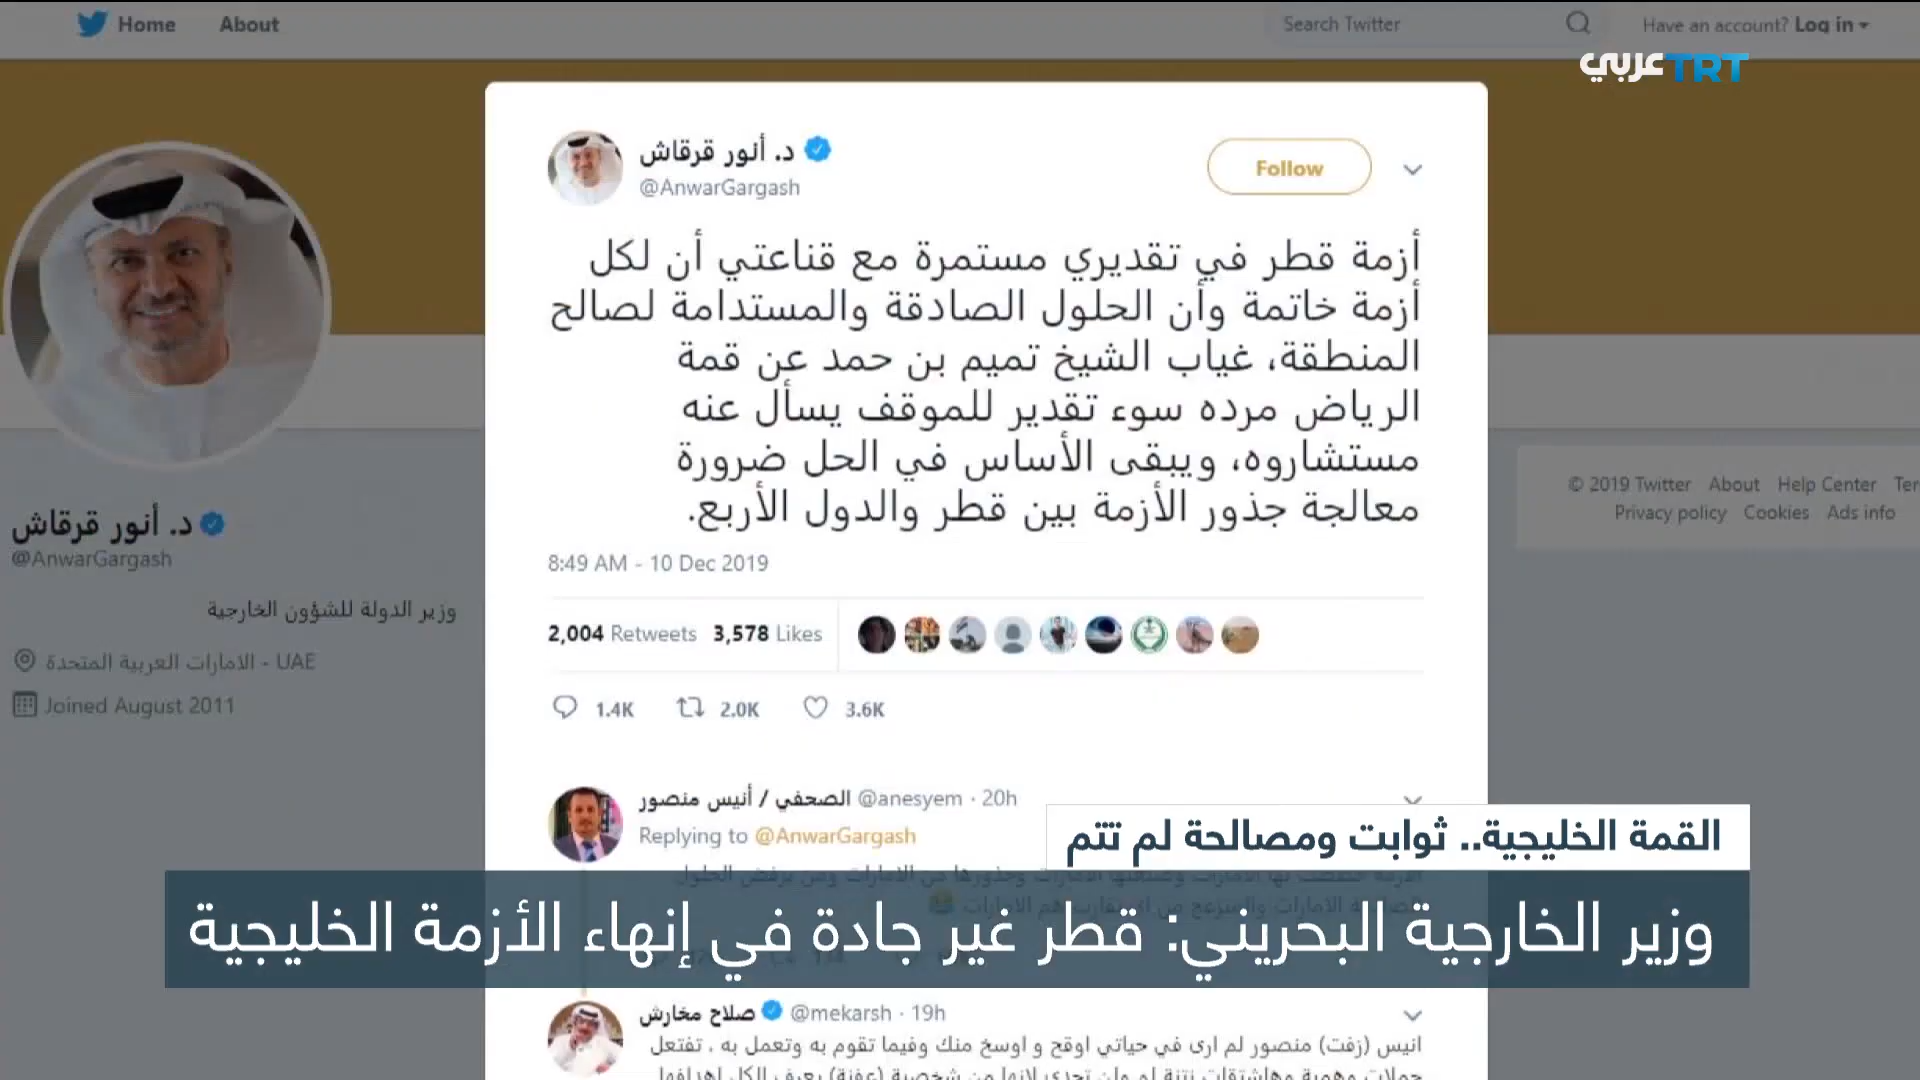 Home About Search Twitter Have an account? Log in
عربي TRT
د. أنور قرقاش
@AnwarGargash
Follow
أزمة قطر في تقديري مستمرة مع قناعتي أن لكل
أزمة خاتمة وأن الحلول الصادقة والمستدامة لصالح
المنطقة، غياب الشيخ تميم بن حمد عن قمة
الرياض مرده سوء تقدير للموقف يسأل عنه
مستشاروه، ويبقى الأساس في الحل ضرورة
معالجة جذور الأزمة بين قطر والدول الأربع.
8:49 AM - 10 Dec 2019
2,004 Retweets 3,578 Likes
1.4K 2.0K 3.6K
د. أنور قرقاش
@AnwarGargash
وزير الدولة للشؤون الخارجية
الامارات العربية المتحدة - UAE
Joined August 2011
© 2019 Twitter About Help Center
Privacy policy Cookies Ads info
الصحفي / أنيس منصور @anesyem · 20h
Replying to @AnwarGargash
القمة الخليجية.. ثوابت ومصالحة لم تتم
وزير الخارجية البحريني: قطر غير جادة في إنهاء الأزمة الخليجية
صلاح مخارش @mekarsh · 19h
انيس (زفت) منصور لم ارى في حياتي اوقح و اوسخ منك وفيما تقوم به وتعمل به ، تفتعل